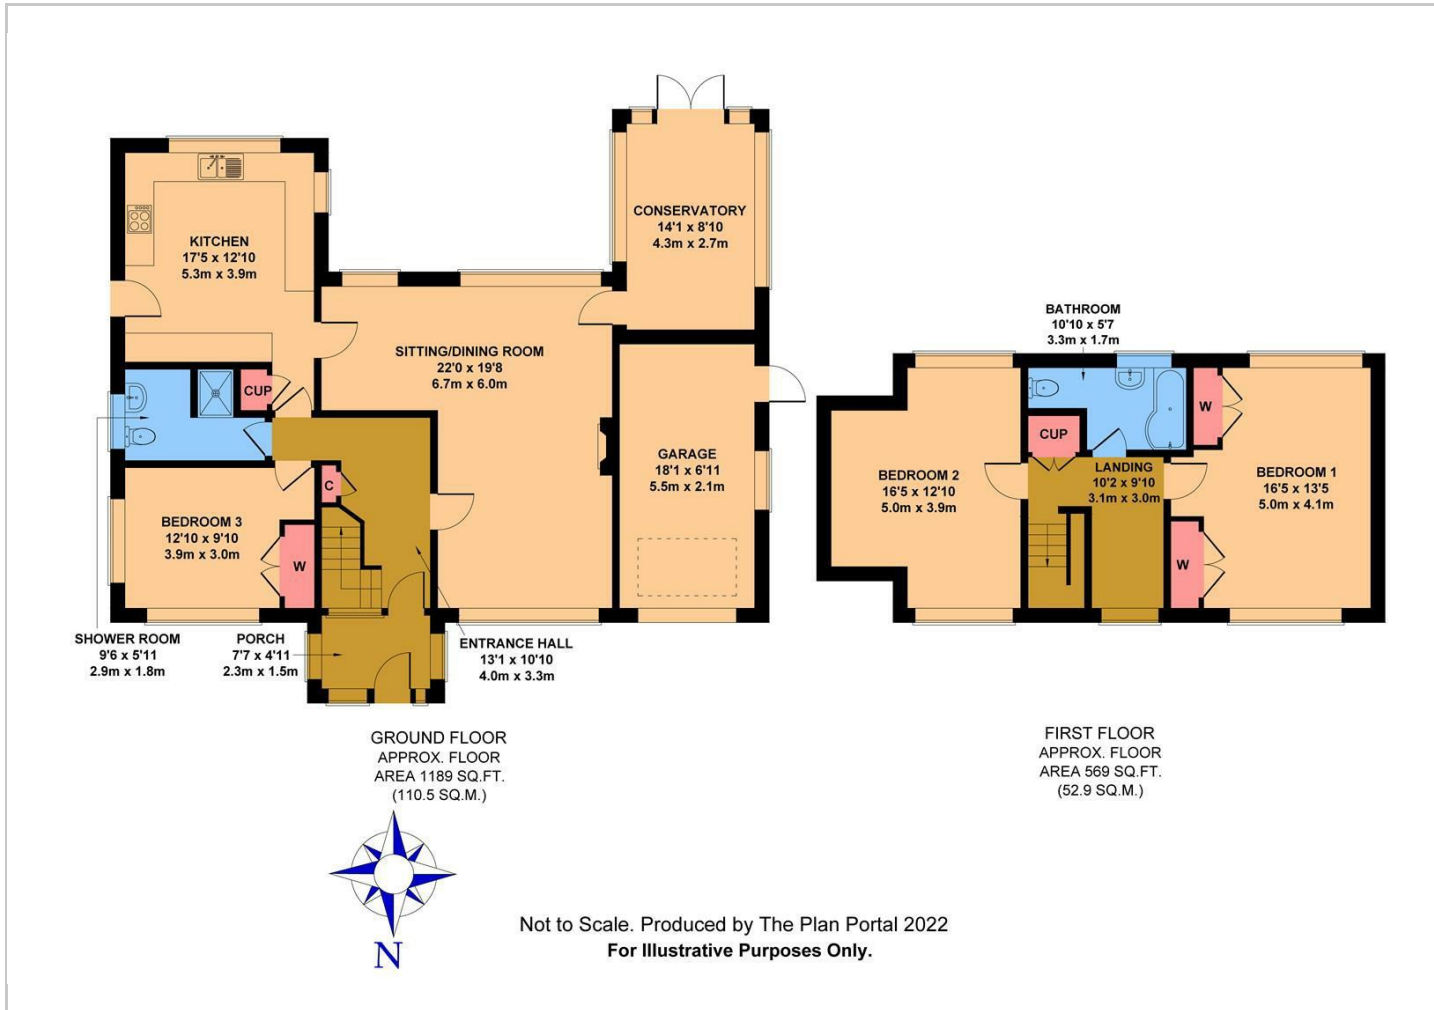 CONSERVATORY
14'1 x 8'10
4.3m x 2.7m
KITCHEN
17'5 x 12'10
5.3m x 3.9m
SITTING/DINING ROOM
22'0 x 19'8
6.7m x 6.0m
CUP
GARAGE
18'1 x 6'11
5.5m x 2.1m
C
BEDROOM 3
12'10 x 9'10
3.9m x 3.0m
W
SHOWER ROOM
9'6 x 5'11
2.9m x 1.8m
PORCH
7'7 x 4'11
2.3m x 1.5m
ENTRANCE HALL
13'1 x 10'10
4.0m x 3.3m
GROUND FLOOR
APPROX. FLOOR
AREA 1189 SQ.FT.
(110.5 SQ.M.)
BATHROOM
10'10 x 5'7
3.3m x 1.7m
W
CUP
BEDROOM 2
16'5 x 12'10
5.0m x 3.9m
LANDING
10'2 x 9'10
3.1m x 3.0m
BEDROOM 1
16'5 x 13'5
5.0m x 4.1m
W
FIRST FLOOR
APPROX. FLOOR
AREA 569 SQ.FT.
(52.9 SQ.M.)
N
Not to Scale. Produced by The Plan Portal 2022
For Illustrative Purposes Only.